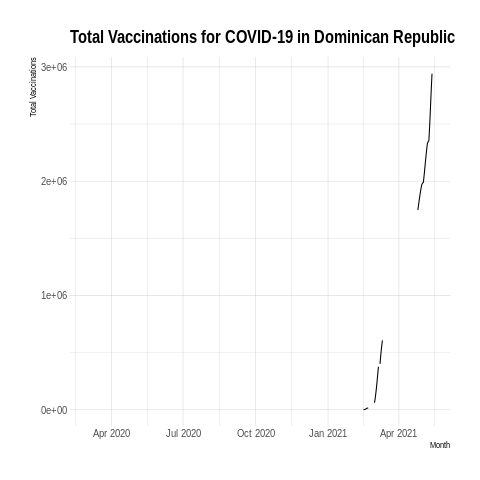 Total Vaccinations for COVID-19 in Dominican Republic
Total Vaccinations
3e+06
2e+06
1e+06
0e+00
Apr 2020
Jul 2020
Oct 2020
Jan 2021
Apr 2021
Month